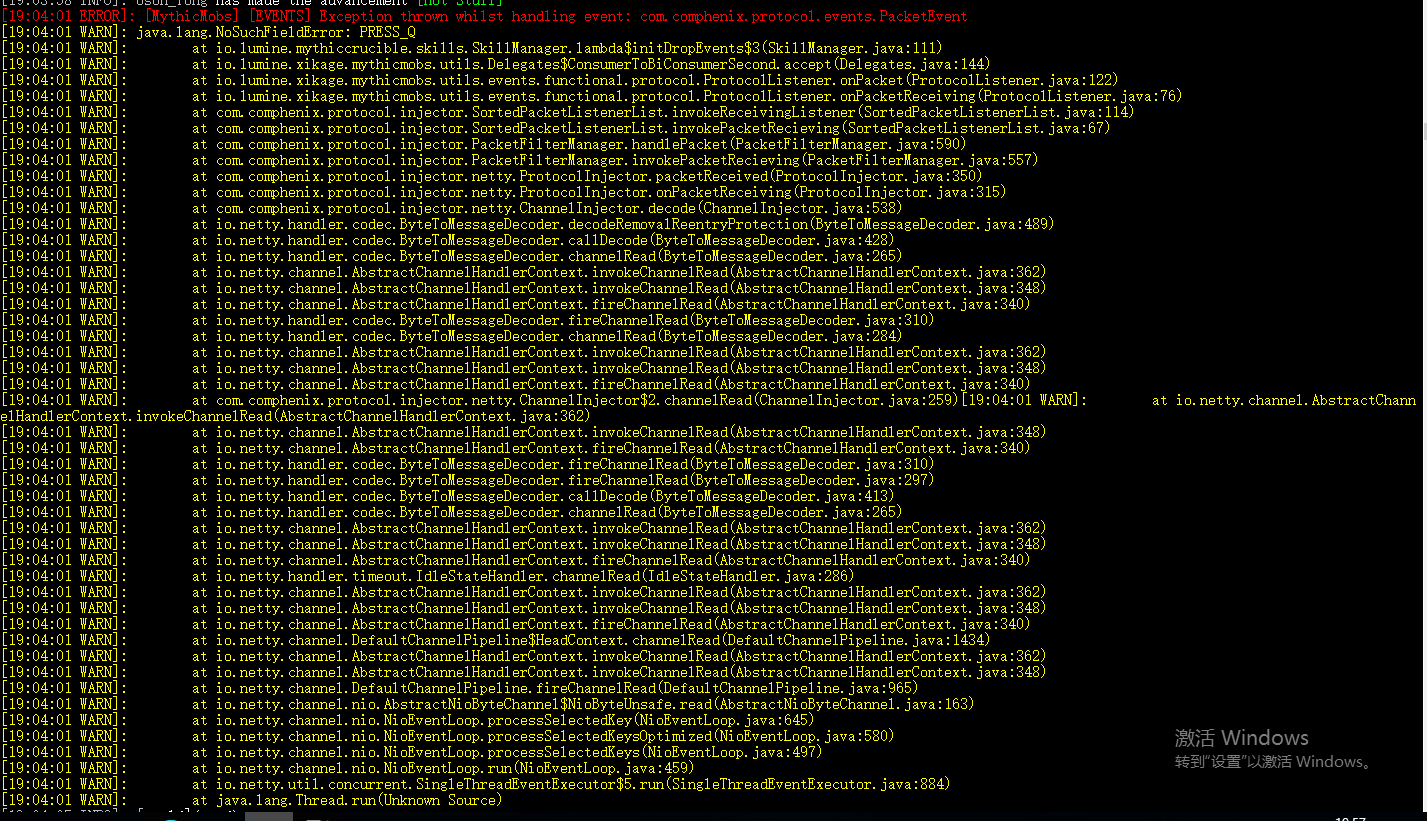 [19:03:58 INFO]: oson_Tong has made the advancement [Hot Stuff]
[19:04:01 ERROR]: [MythicMobs] [EVENTS] Exception thrown whilst handling event: com.comphenix.protocol.events.PacketEvent
[19:04:01 WARN]: java.lang.NoSuchFieldError: PRESS_Q
[19:04:01 WARN]: at io.lumine.mythiccrucible.skills.SkillManager.lambda$initDropEvents$3(SkillManager.java:111)
[19:04:01 WARN]: at io.lumine.xikage.mythicmobs.utils.Delegates$ConsumerToBiConsumerSecond.accept(Delegates.java:144)
[19:04:01 WARN]: at io.lumine.xikage.mythicmobs.utils.events.functional.protocol.ProtocolListener.onPacket(ProtocolListener.java:122)
[19:04:01 WARN]: at io.lumine.xikage.mythicmobs.utils.events.functional.protocol.ProtocolListener.onPacketReceiving(ProtocolListener.java:76)
[19:04:01 WARN]: at com.comphenix.protocol.injector.SortedPacketListenerList.invokeReceivingListener(SortedPacketListenerList.java:114)
[19:04:01 WARN]: at com.comphenix.protocol.injector.SortedPacketListenerList.invokePacketRecieving(SortedPacketListenerList.java:67)
[19:04:01 WARN]: at com.comphenix.protocol.injector.PacketFilterManager.handlePacket(PacketFilterManager.java:590)
[19:04:01 WARN]: at com.comphenix.protocol.injector.PacketFilterManager.invokePacketRecieving(PacketFilterManager.java:557)
[19:04:01 WARN]: at com.comphenix.protocol.injector.netty.ProtocolInjector.packetReceived(ProtocolInjector.java:350)
[19:04:01 WARN]: at com.comphenix.protocol.injector.netty.ProtocolInjector.onPacketReceiving(ProtocolInjector.java:315)
[19:04:01 WARN]: at com.comphenix.protocol.injector.netty.ChannelInjector.decode(ChannelInjector.java:538)
[19:04:01 WARN]: at io.netty.handler.codec.ByteToMessageDecoder.decodeRemovalReentryProtection(ByteToMessageDecoder.java:489)
[19:04:01 WARN]: at io.netty.handler.codec.ByteToMessageDecoder.callDecode(ByteToMessageDecoder.java:428)
[19:04:01 WARN]: at io.netty.handler.codec.ByteToMessageDecoder.channelRead(ByteToMessageDecoder.java:265)
[19:04:01 WARN]: at io.netty.channel.AbstractChannelHandlerContext.invokeChannelRead(AbstractChannelHandlerContext.java:362)
[19:04:01 WARN]: at io.netty.channel.AbstractChannelHandlerContext.invokeChannelRead(AbstractChannelHandlerContext.java:348)
[19:04:01 WARN]: at io.netty.channel.AbstractChannelHandlerContext.fireChannelRead(AbstractChannelHandlerContext.java:340)
[19:04:01 WARN]: at io.netty.handler.codec.ByteToMessageDecoder.fireChannelRead(ByteToMessageDecoder.java:310)
[19:04:01 WARN]: at io.netty.handler.codec.ByteToMessageDecoder.channelRead(ByteToMessageDecoder.java:284)
[19:04:01 WARN]: at io.netty.channel.AbstractChannelHandlerContext.invokeChannelRead(AbstractChannelHandlerContext.java:362)
[19:04:01 WARN]: at io.netty.channel.AbstractChannelHandlerContext.invokeChannelRead(AbstractChannelHandlerContext.java:348)
[19:04:01 WARN]: at io.netty.channel.AbstractChannelHandlerContext.fireChannelRead(AbstractChannelHandlerContext.java:340)
[19:04:01 WARN]: at com.comphenix.protocol.injector.netty.ChannelInjector$2.channelRead(ChannelInjector.java:259)[19:04:01 WARN]: at io.netty.channel.AbstractChann
elHandlerContext.invokeChannelRead(AbstractChannelHandlerContext.java:362)
[19:04:01 WARN]: at io.netty.channel.AbstractChannelHandlerContext.invokeChannelRead(AbstractChannelHandlerContext.java:348)
[19:04:01 WARN]: at io.netty.channel.AbstractChannelHandlerContext.fireChannelRead(AbstractChannelHandlerContext.java:340)
[19:04:01 WARN]: at io.netty.handler.codec.ByteToMessageDecoder.fireChannelRead(ByteToMessageDecoder.java:310)
[19:04:01 WARN]: at io.netty.handler.codec.ByteToMessageDecoder.fireChannelRead(ByteToMessageDecoder.java:297)
[19:04:01 WARN]: at io.netty.handler.codec.ByteToMessageDecoder.callDecode(ByteToMessageDecoder.java:413)
[19:04:01 WARN]: at io.netty.handler.codec.ByteToMessageDecoder.channelRead(ByteToMessageDecoder.java:265)
[19:04:01 WARN]: at io.netty.channel.AbstractChannelHandlerContext.invokeChannelRead(AbstractChannelHandlerContext.java:362)
[19:04:01 WARN]: at io.netty.channel.AbstractChannelHandlerContext.invokeChannelRead(AbstractChannelHandlerContext.java:348)
[19:04:01 WARN]: at io.netty.channel.AbstractChannelHandlerContext.fireChannelRead(AbstractChannelHandlerContext.java:340)
[19:04:01 WARN]: at io.netty.handler.timeout.IdleStateHandler.channelRead(IdleStateHandler.java:286)
[19:04:01 WARN]: at io.netty.channel.AbstractChannelHandlerContext.invokeChannelRead(AbstractChannelHandlerContext.java:362)
[19:04:01 WARN]: at io.netty.channel.AbstractChannelHandlerContext.invokeChannelRead(AbstractChannelHandlerContext.java:348)
[19:04:01 WARN]: at io.netty.channel.AbstractChannelHandlerContext.fireChannelRead(AbstractChannelHandlerContext.java:340)
[19:04:01 WARN]: at io.netty.channel.DefaultChannelPipeline$HeadContext.channelRead(DefaultChannelPipeline.java:1434)
[19:04:01 WARN]: at io.netty.channel.AbstractChannelHandlerContext.invokeChannelRead(AbstractChannelHandlerContext.java:362)
[19:04:01 WARN]: at io.netty.channel.AbstractChannelHandlerContext.invokeChannelRead(AbstractChannelHandlerContext.java:348)
[19:04:01 WARN]: at io.netty.channel.DefaultChannelPipeline.fireChannelRead(DefaultChannelPipeline.java:965)
[19:04:01 WARN]: at io.netty.channel.nio.AbstractNioByteChannel$NioByteUnsafe.read(AbstractNioByteChannel.java:163)
[19:04:01 WARN]: at io.netty.channel.nio.NioEventLoop.processSelectedKey(NioEventLoop.java:645)
[19:04:01 WARN]: at io.netty.channel.nio.NioEventLoop.processSelectedKeysOptimized(NioEventLoop.java:580)
[19:04:01 WARN]: at io.netty.channel.nio.NioEventLoop.processSelectedKeys(NioEventLoop.java:497)
[19:04:01 WARN]: at io.netty.channel.nio.NioEventLoop.run(NioEventLoop.java:459)
[19:04:01 WARN]: at io.netty.util.concurrent.SingleThreadEventExecutor$5.run(SingleThreadEventExecutor.java:884)
[19:04:01 WARN]: at java.lang.Thread.run(Unknown Source)
激活 Windows
转到"设置"以激活 Windows。